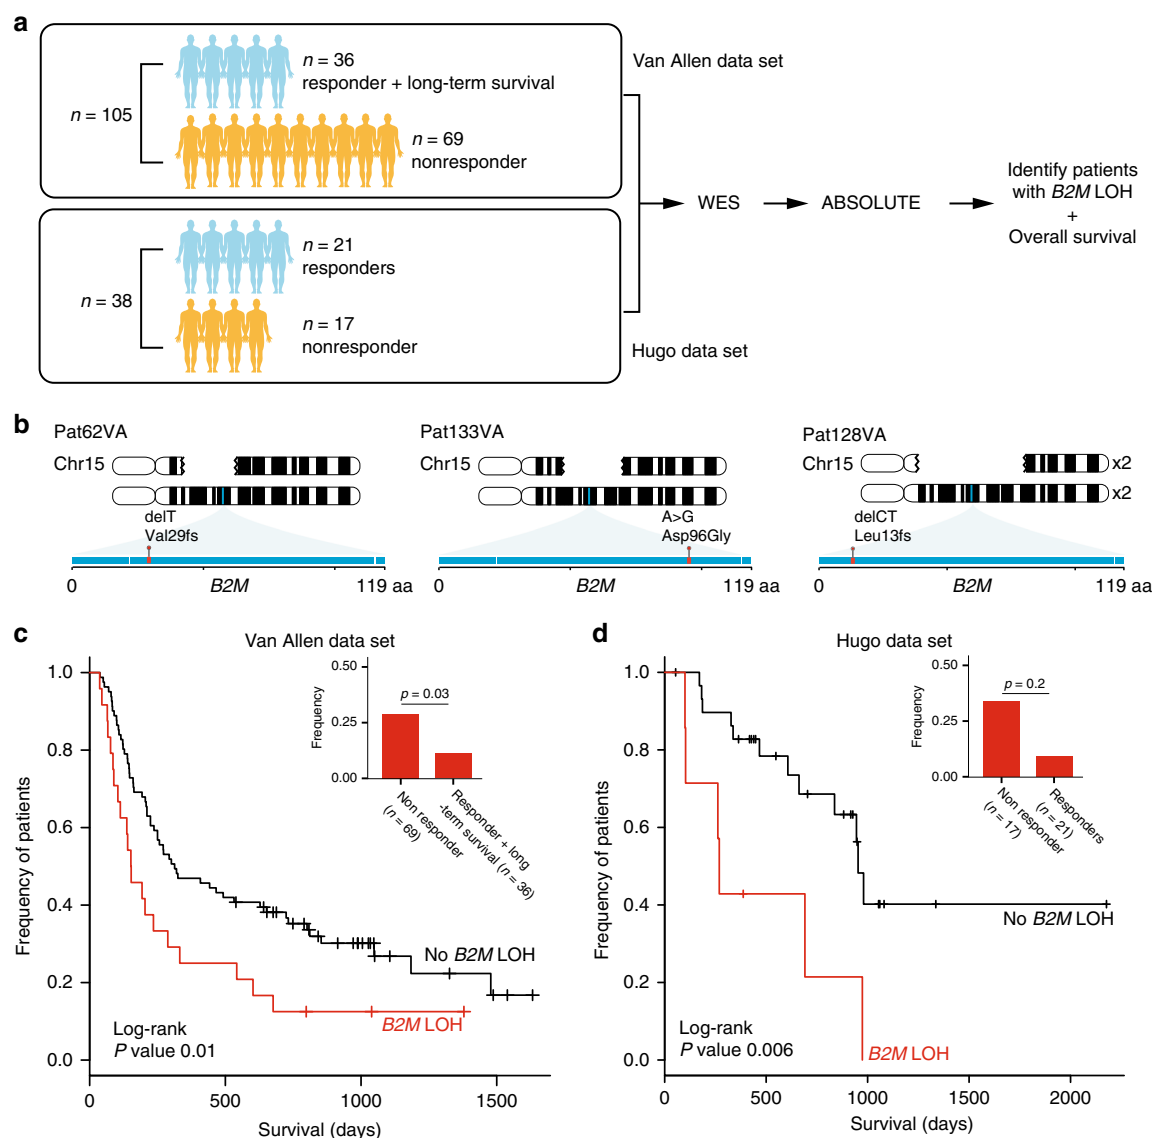 a
n = 36
responder + long-term survival
n = 105
n = 69
nonresponder
Van Allen data set
n = 21
responders
n = 38
n = 17
nonresponder
Hugo data set
WES
ABSOLUTE
Identify patients
with B2M LOH
+
Overall survival
b
Pat62VA
Chr15
delT
Val29fs
0
B2M
119 aa
Pat133VA
Chr15
A>G
Asp96Gly
0
B2M
119 aa
Pat128VA
Chr15
x2
x2
delCT
Leu13fs
0
B2M
119 aa
c
Van Allen data set
Frequency of patients
1.0
0.8
0.6
0.4
0.2
0.0
0
500
1000
1500
Survival (days)
Log-rank
P value 0.01
No B2M LOH
B2M LOH
Frequency
0.50
0.25
0.00
p = 0.03
Non responder
(n = 69)
Responder + long
-term survival (n = 36)
d
Hugo data set
Frequency of patients
1.0
0.8
0.6
0.4
0.2
0.0
0
500
1000
1500
2000
Survival (days)
Log-rank
P value 0.006
No B2M LOH
B2M LOH
Frequency
0.50
0.25
0.00
p = 0.2
Non responder
(n = 17)
Responders
(n = 21)